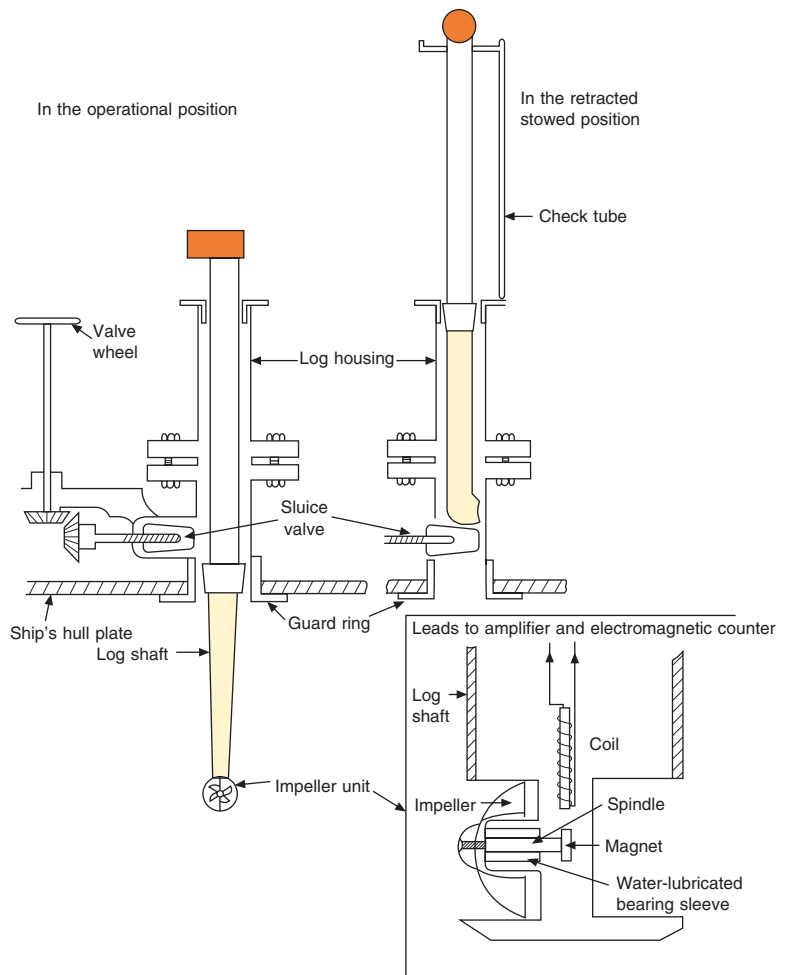 In the operational position
In the retracted
stowed position
Check tube
Valve
wheel
Log housing
Sluice
valve
Guard ring
Ship's hull plate
Log shaft
Impeller unit
Leads to amplifier and electromagnetic counter
Log
shaft
Coil
Impeller
Spindle
Magnet
Water-lubricated
bearing sleeve